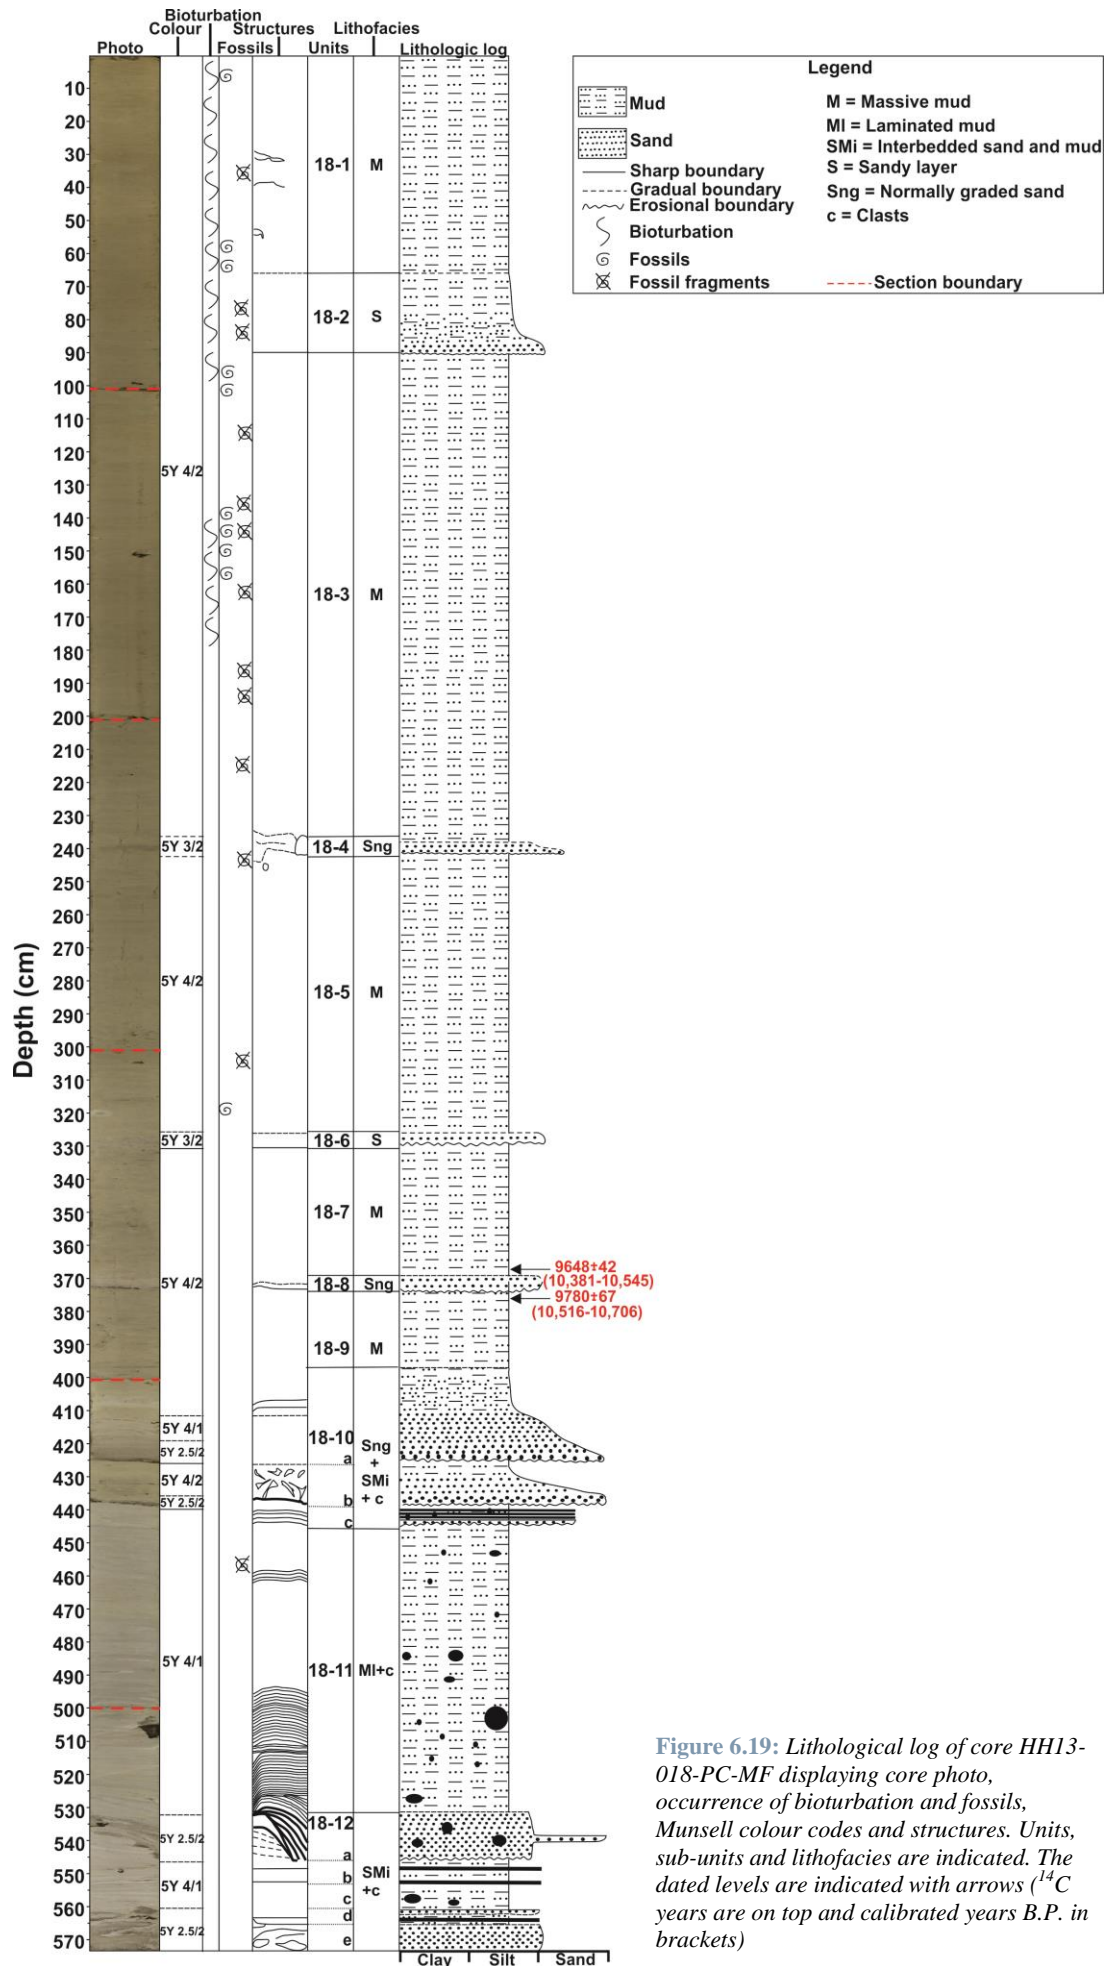 Bioturbation
Colour Structures Lithofacies
Photo Fossils Units Lithologic log
Depth (cm)
10
20
30
40
50
60
70
80
90
100
110
120
130
140
150
160
170
180
190
200
210
220
230
240
250
260
270
280
290
300
310
320
330
340
350
360
370
380
390
400
410
420
430
440
450
460
470
480
490
500
510
520
530
540
550
560
570
5Y 4/2
5Y 3/2
5Y 4/2
5Y 3/2
5Y 4/2
5Y 4/1
5Y 2.5/2
5Y 4/2
5Y 2.5/2
5Y 4/1
5Y 2.5/2
5Y 4/1
5Y 2.5/2
18-1 M
18-2 S
18-3 M
18-4 Sng
18-5 M
18-6 S
18-7 M
18-8 Sng
18-9 M
18-10 Sng
a +
SMi
b + c
c
18-11 Ml+c
18-12
a
b SMi
c +c
d
e
9648±42
(10,381-10,545)
9780±67
(10,516-10,706)
Clay Silt Sand
Legend
Mud
Sand
Sharp boundary
Gradual boundary
Erosional boundary
Bioturbation
Fossils
Fossil fragments
M = Massive mud
Ml = Laminated mud
SMi = Interbedded sand and mud
S = Sandy layer
Sng = Normally graded sand
c = Clasts
Section boundary
Figure 6.19: Lithological log of core HH13-
018-PC-MF displaying core photo,
occurrence of bioturbation and fossils,
Munsell colour codes and structures. Units,
sub-units and lithofacies are indicated. The
dated levels are indicated with arrows (14C
years are on top and calibrated years B.P. in
brackets)